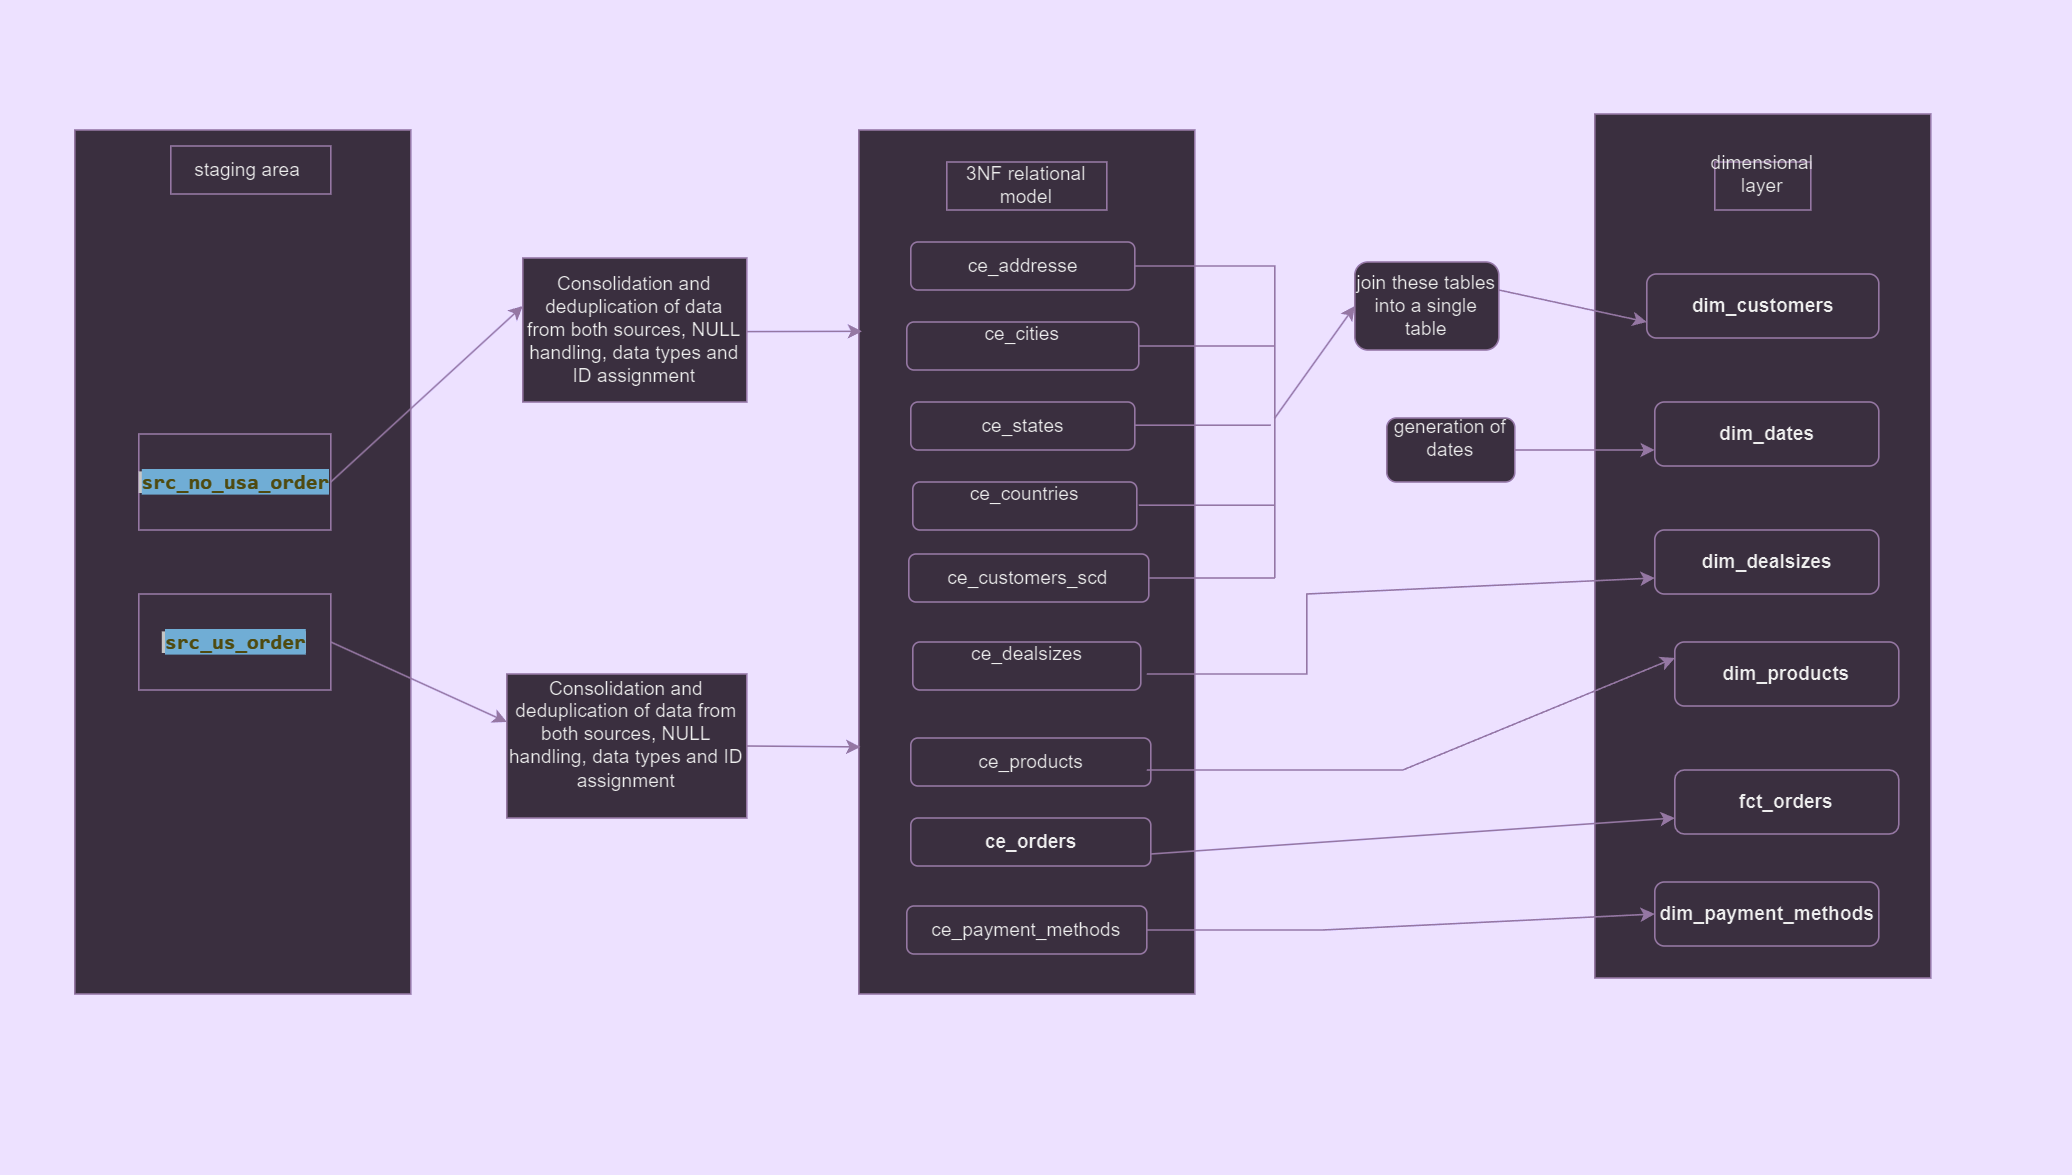 staging area
src_no_usa_order
src_us_order
Consolidation and
deduplication of data
from both sources, NULL
handling, data types and
ID assignment
Consolidation and
deduplication of data from
both sources, NULL
handling, data types and ID
assignment
3NF relational
model
ce_addresse
ce_cities
ce_states
ce_countries
ce_customers_scd
ce_dealsizes
ce_products
ce_orders
ce_payment_methods
join these tables
into a single
table
generation of
dates
dimensional
layer
dim_customers
dim_dates
dim_dealsizes
dim_products
fct_orders
dim_payment_methods